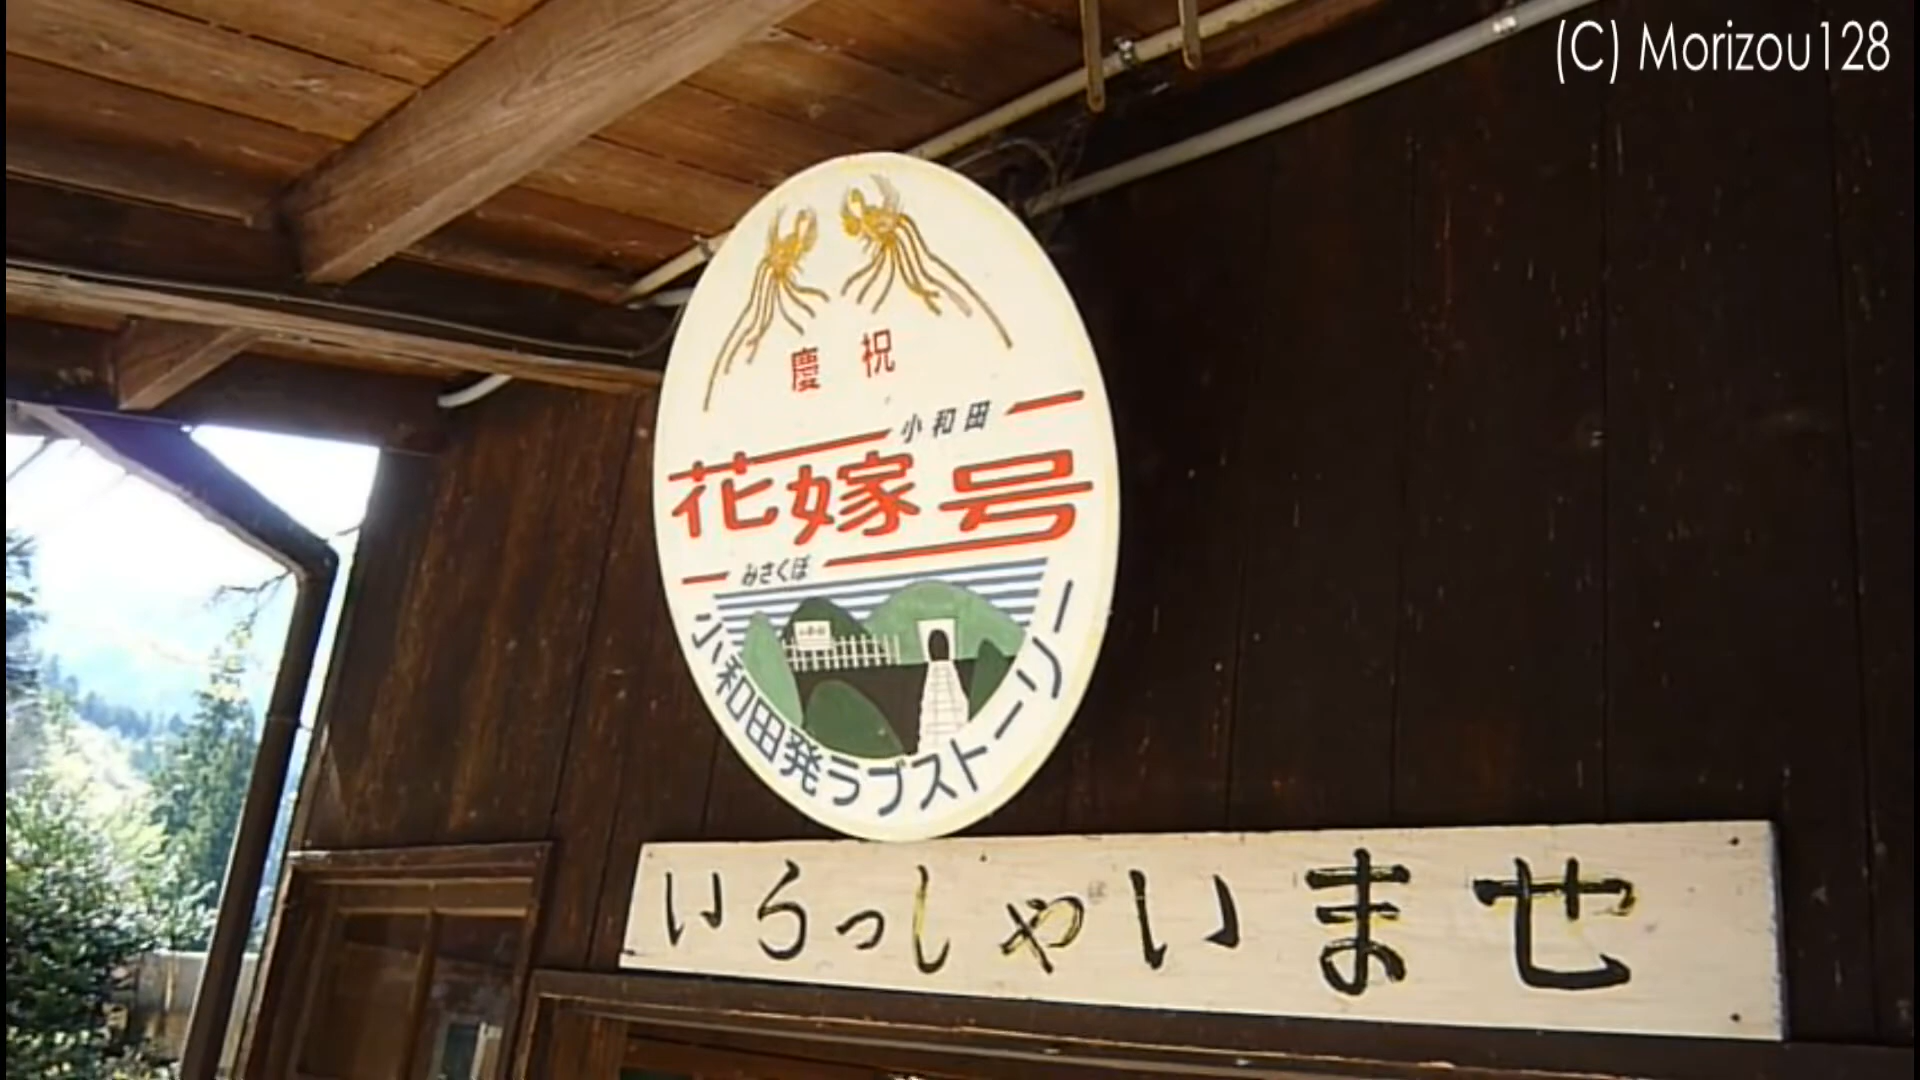 (C) Morizou128
慶祝
小和田
花嫁号
みさくぼ
小和田発ラブストーリー
いらっしゃいませ